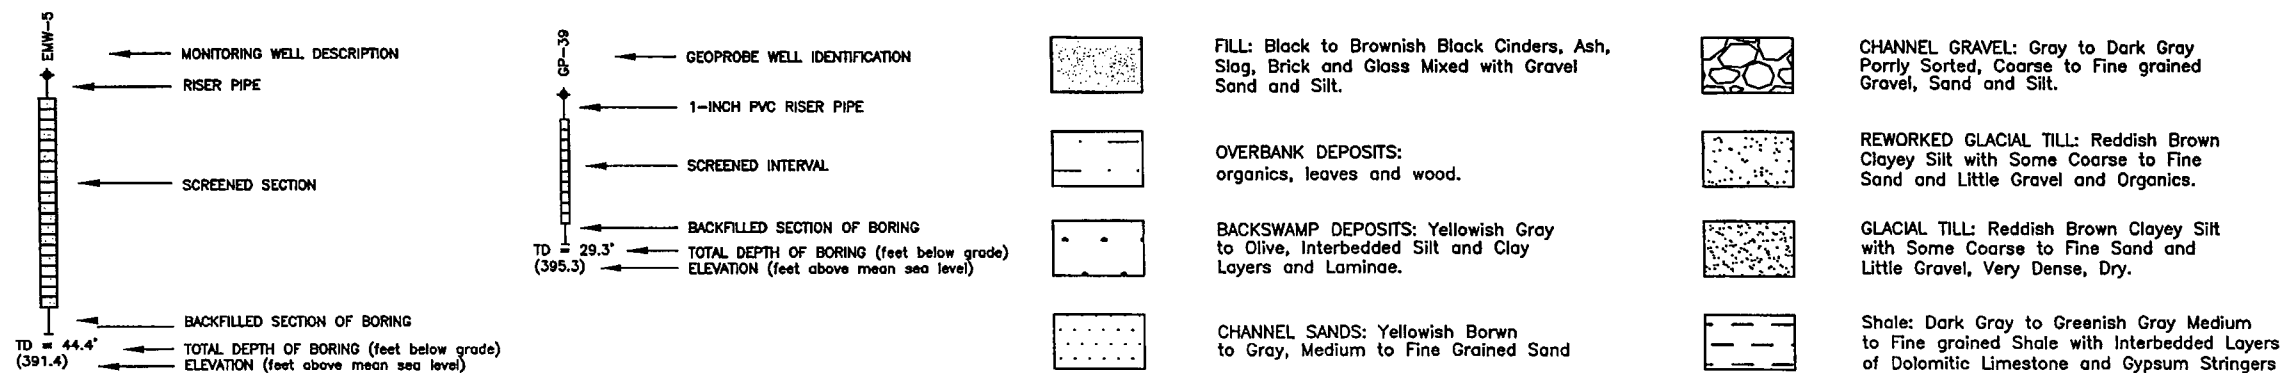 EMW-5
MONITORING WELL DESCRIPTION
RISER PIPE
SCREENED SECTION
BACKFILLED SECTION OF BORING
TD = 44.4' TOTAL DEPTH OF BORING (feet below grade)
(391.4) ELEVATION (feet above mean sea level)
GP-39
GEOPROBE WELL IDENTIFICATION
1-INCH PVC RISER PIPE
SCREENED INTERVAL
BACKFILLED SECTION OF BORING
TD = 29.3' TOTAL DEPTH OF BORING (feet below grade)
(395.3) ELEVATION (feet above mean sea level)
FILL: Black to Brownish Black Cinders, Ash,
Slag, Brick and Glass Mixed with Gravel
Sand and Silt.
OVERBANK DEPOSITS:
organics, leaves and wood.
BACKSWAMP DEPOSITS: Yellowish Gray
to Olive, Interbedded Silt and Clay
Layers and Laminae.
CHANNEL SANDS: Yellowish Borwn
to Gray, Medium to Fine Grained Sand
CHANNEL GRAVEL: Gray to Dark Gray
Porrly Sorted, Coarse to Fine grained
Gravel, Sand and Silt.
REWORKED GLACIAL TILL: Reddish Brown
Clayey Silt with Some Coarse to Fine
Sand and Little Gravel and Organics.
GLACIAL TILL: Reddish Brown Clayey Silt
with Some Coarse to Fine Sand and
Little Gravel, Very Dense, Dry.
Shale: Dark Gray to Greenish Gray Medium
to Fine grained Shale with Interbedded Layers
of Dolomitic Limestone and Gypsum Stringers